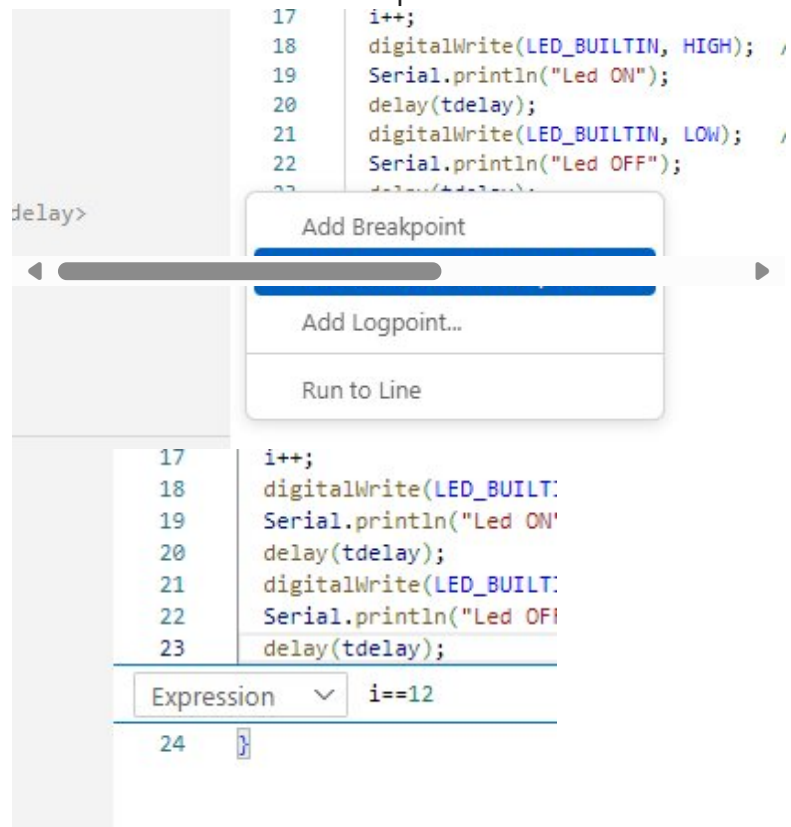 17 i++;
18 digitalWrite(LED_BUILTIN, HIGH); /
19 Serial.println("Led ON");
20 delay(tdelay);
21 digitalWrite(LED_BUILTIN, LOW); /
22 Serial.println("Led OFF");
delay>
Add Breakpoint
Add Logpoint...
Run to Line
17 i++;
18 digitalWrite(LED_BUILT
19 Serial.println("Led ON
20 delay(tdelay);
21 digitalWrite(LED_BUILT
22 Serial.println("Led OF
23 delay(tdelay);
Expression i==12
24 }